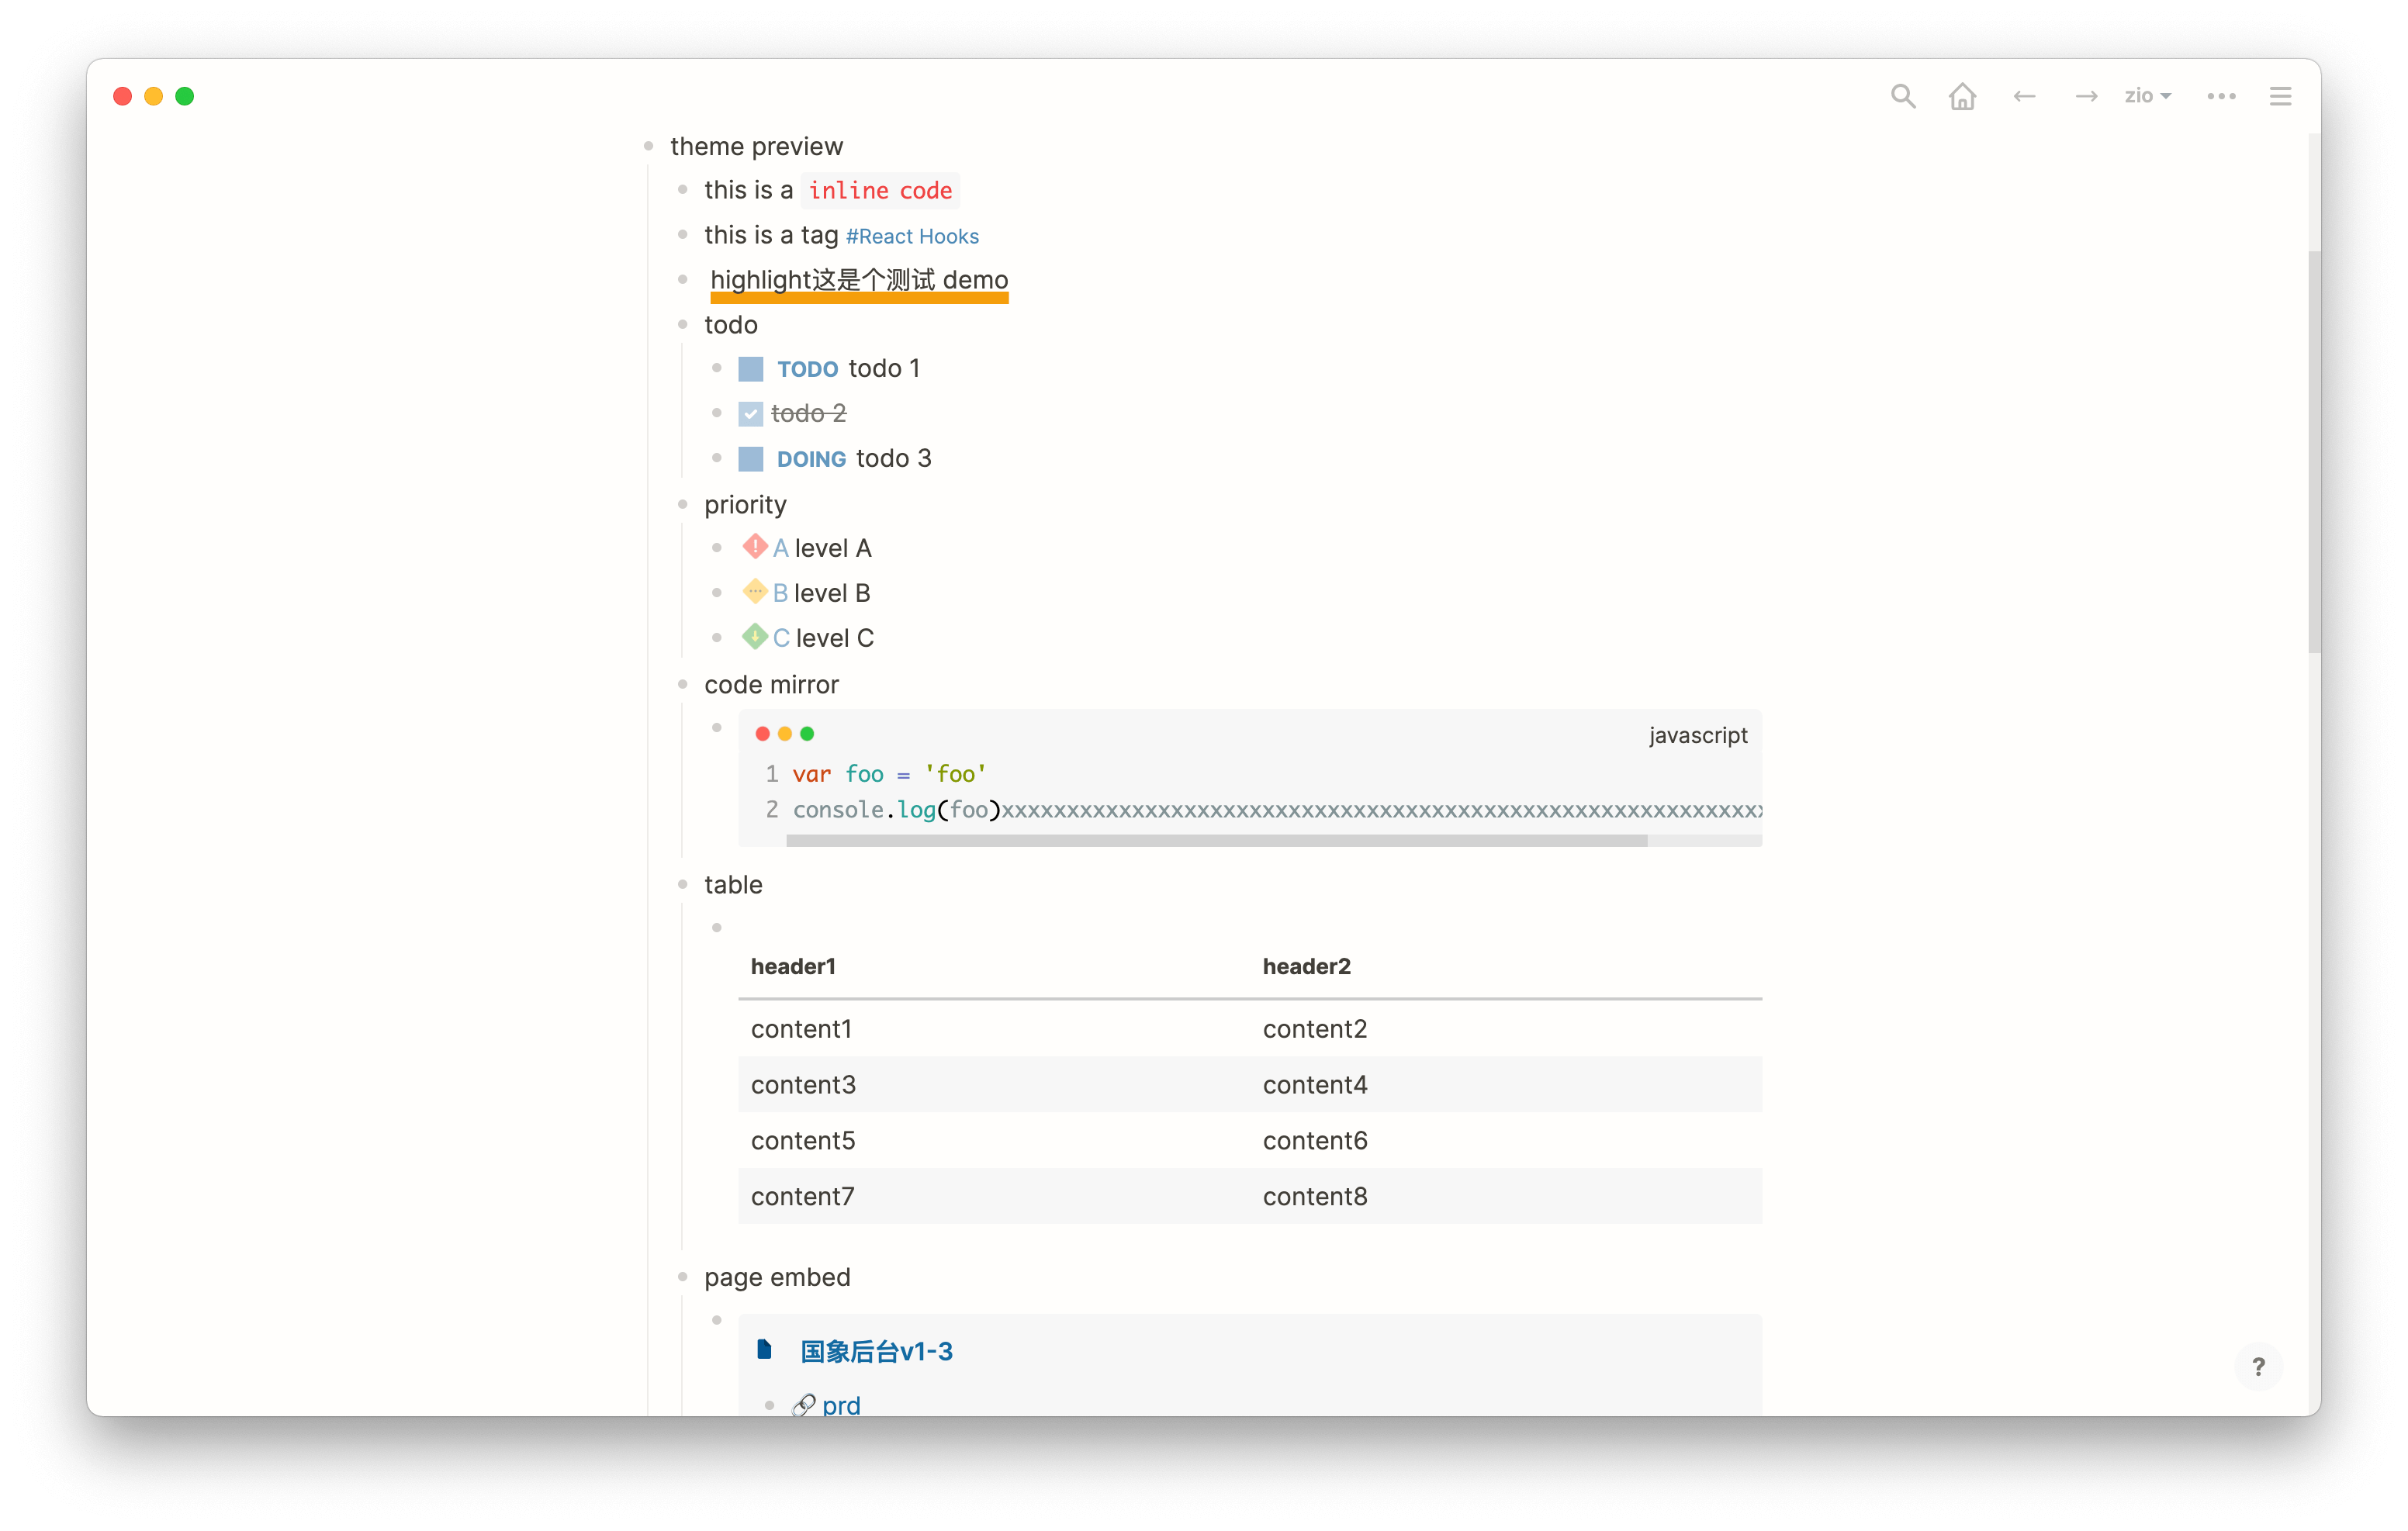 zio
theme preview
this is a inline code
this is a tag #React Hooks
highlight这是个测试 demo
todo
TODO todo 1
todo 2
DOING todo 3
priority
A level A
B level B
C level C
code mirror
javascript
1 var foo = 'foo'
2 console.log(foo)xxxxxxxxxxxxxxxxxxxxxxxxxxxxxxxxxxxxxxxxxxxxxxxxxxxxxxxxxxx
table
header1 header2
content1 content2
content3 content4
content5 content6
content7 content8
page embed
国象后台v1-3
prd
?